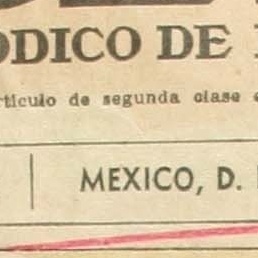 ODICO DE
rticulo de segunda clase e
MEXICO, D.